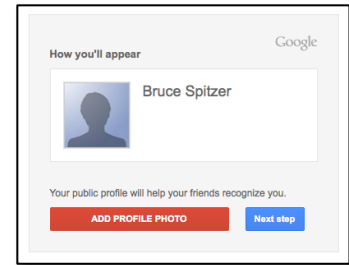 Google
How you'll appear
Bruce Spitzer
Your public profile will help your friends recognize you.
ADD PROFILE PHOTO Next step